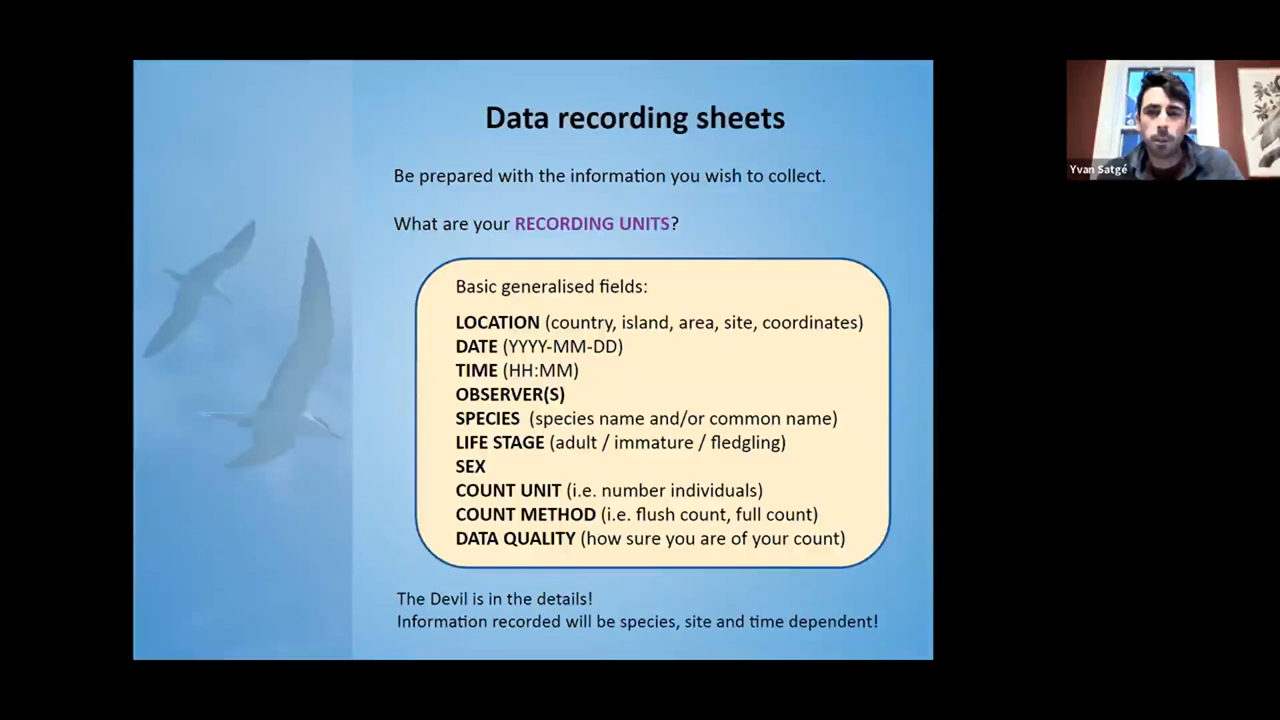 Data recording sheets
Be prepared with the information you wish to collect.
What are your RECORDING UNITS?
Basic generalised fields:
LOCATION (country, island, area, site, coordinates)
DATE (YYYY-MM-DD)
TIME (HH:MM)
OBSERVER(S)
SPECIES (species name and/or common name)
LIFE STAGE (adult / immature / fledgling)
SEX
COUNT UNIT (i.e. number individuals)
COUNT METHOD (i.e. flush count, full count)
DATA QUALITY (how sure you are of your count)
The Devil is in the details!
Information recorded will be species, site and time dependent!
Yvan Satgé